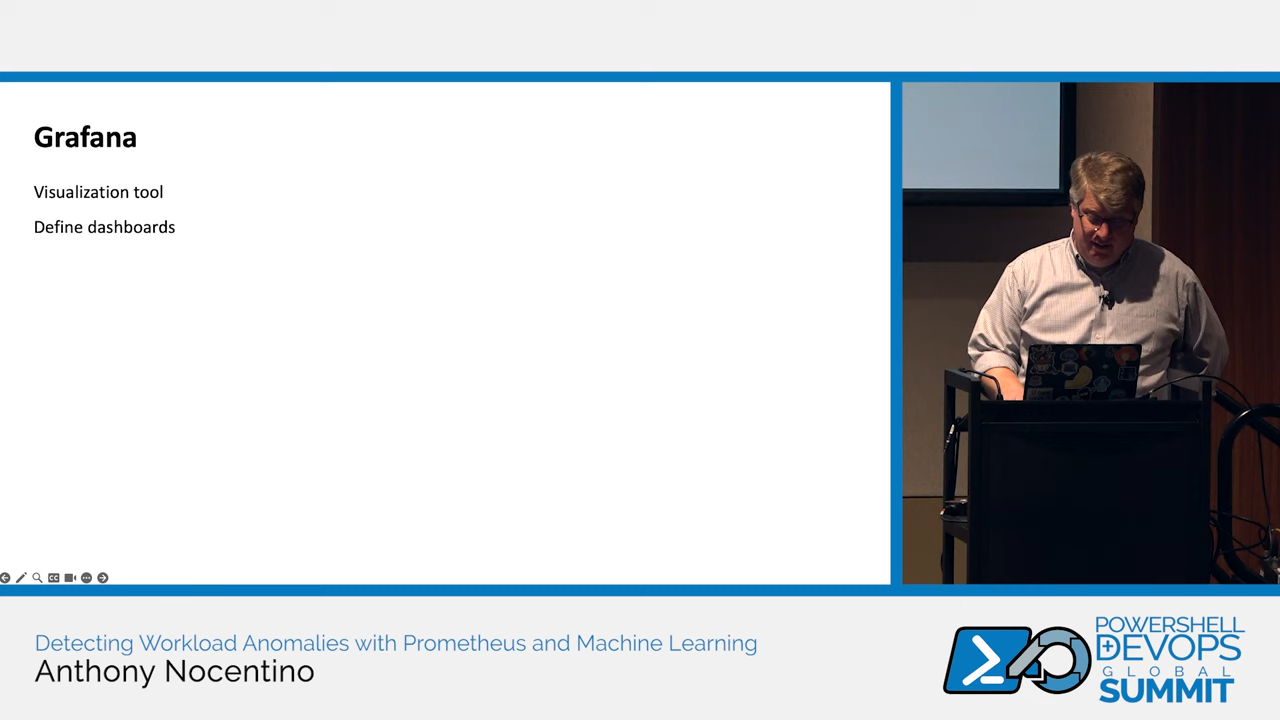 Grafana
Visualization tool
Define dashboards
Detecting Workload Anomalies with Prometheus and Machine Learning
Anthony Nocentino
POWERSHELL
DEVOPS
GLOBAL
SUMMIT